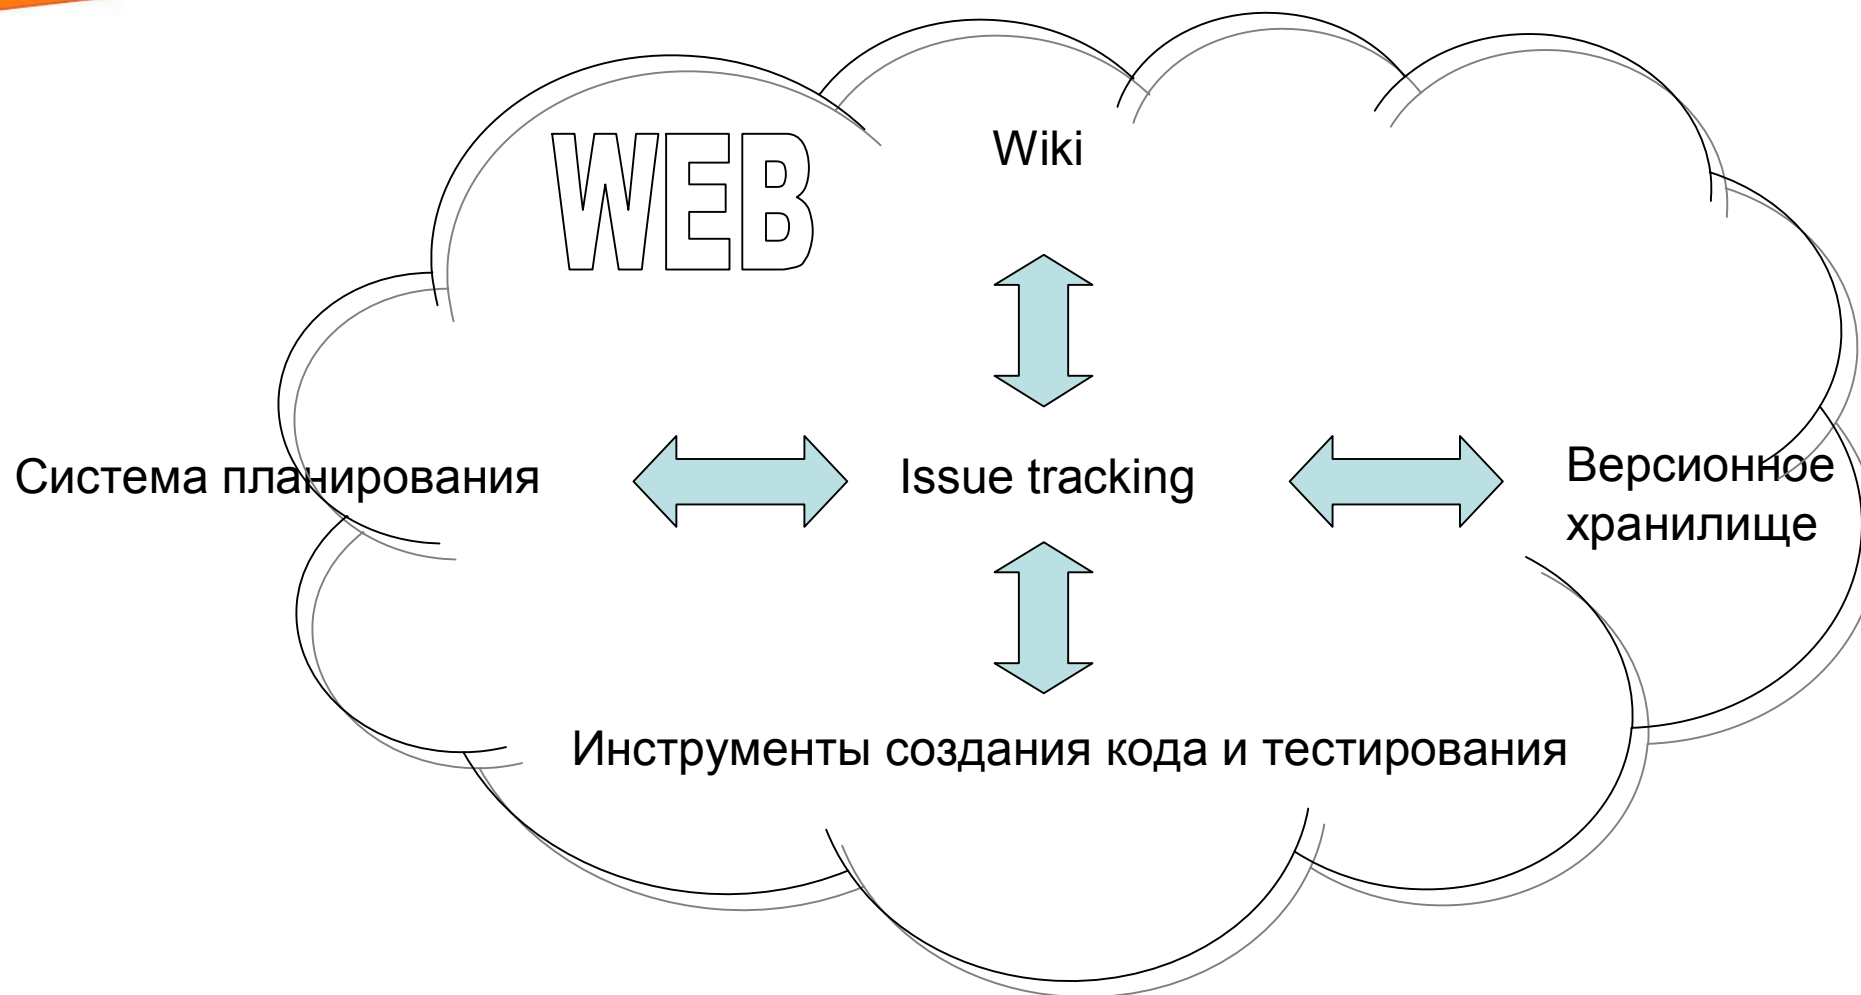 WEB
Wiki
Система планирования
Issue tracking
Версионное
хранилище
Инструменты создания кода и тестирования